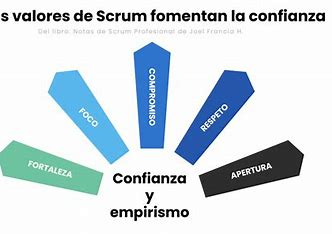 s valores de Scrum fomentan la confianza
Del libro: Notas de Scrum Profesional de Joel Francia H.
COMPROMISO
FOCO
RESPETO
FORTALEZA
APERTURA
Confianza
y
empirismo